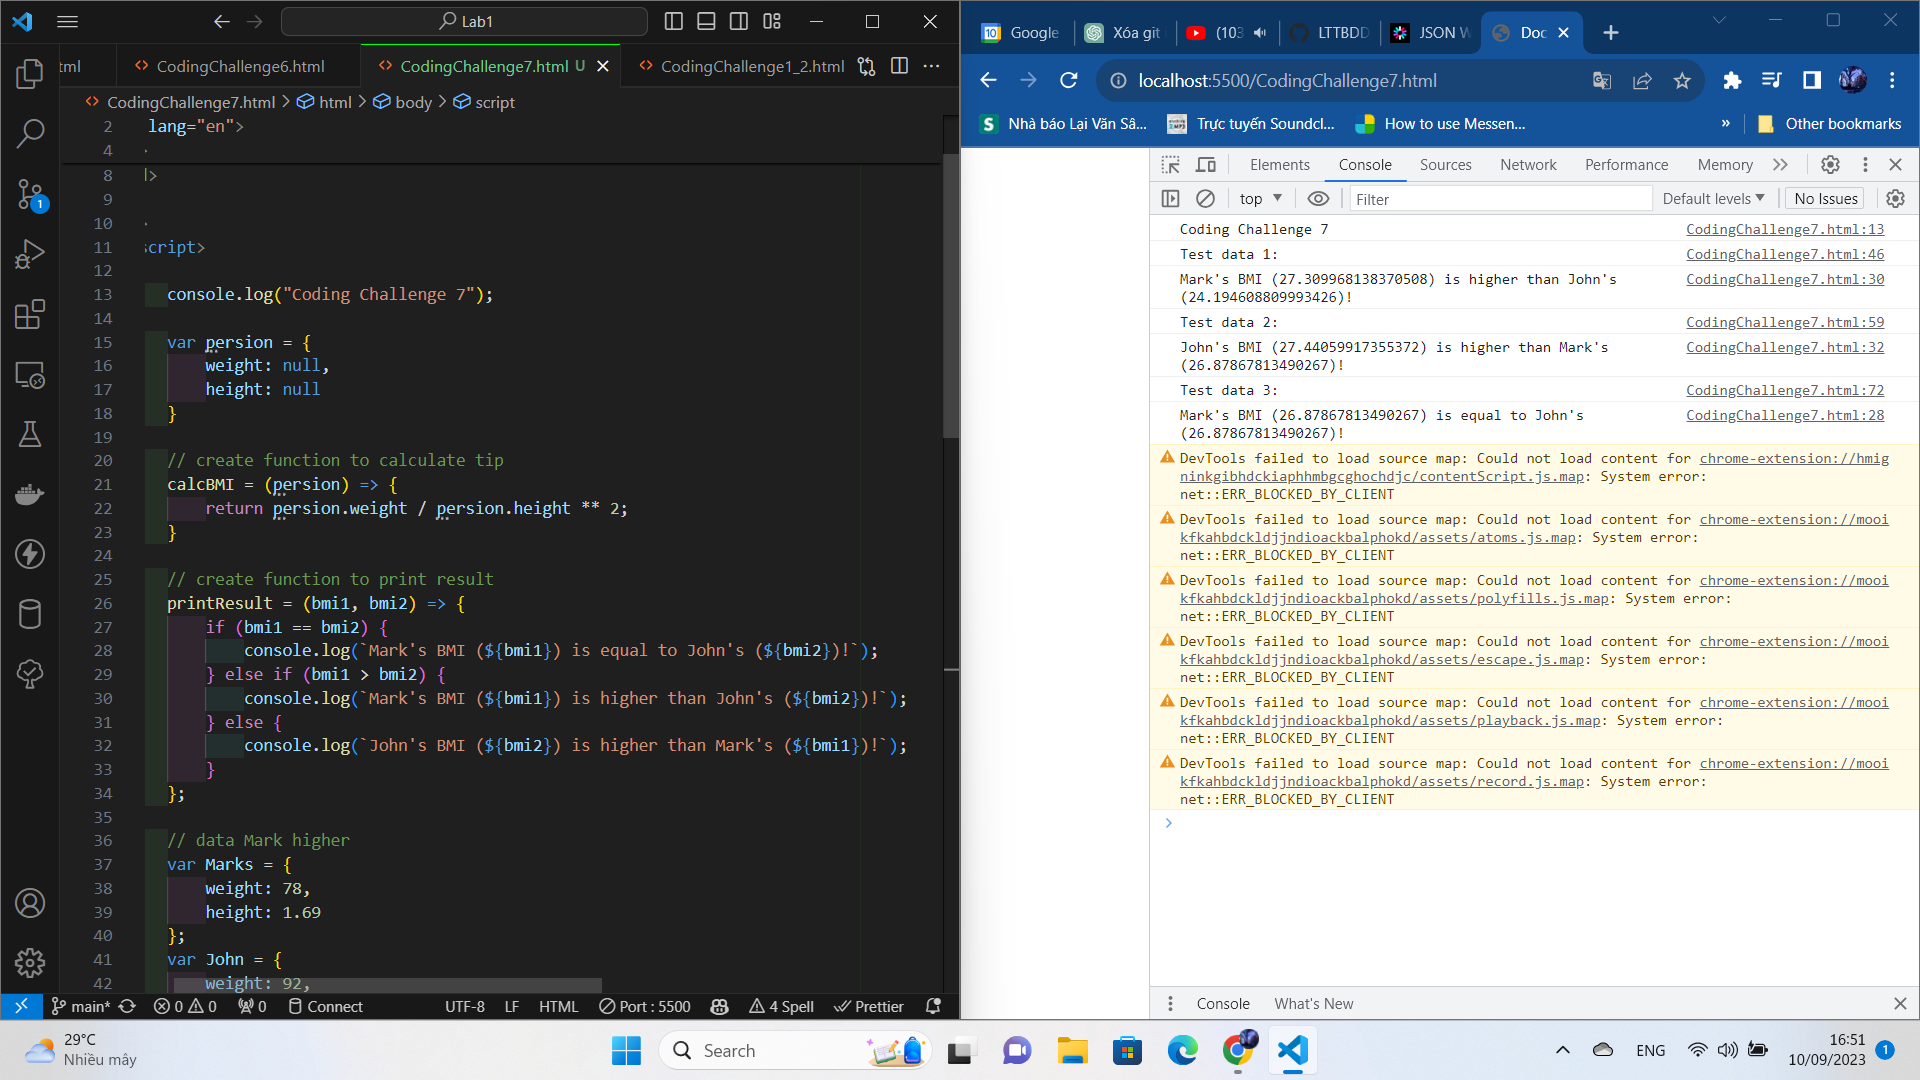 Lab1
tml
CodingChallenge6.html
CodingChallenge7.html U
CodingChallenge1_2.html
CodingChallenge7.html > html > body > script
2 lang="en">
4
8 l>
9
10
11 script>
12
13 console.log("Coding Challenge 7");
14
15 var persion = {
16 weight: null,
17 height: null
18 }
19
20 // create function to calculate tip
21 calcBMI = (persion) => {
22 return persion.weight / persion.height ** 2;
23 }
24
25 // create function to print result
26 printResult = (bmi1, bmi2) => {
27 if (bmi1 == bmi2) {
28 console.log(`Mark's BMI (${bmi1}) is equal to John's (${bmi2})!`);
29 } else if (bmi1 > bmi2) {
30 console.log(`Mark's BMI (${bmi1}) is higher than John's (${bmi2})!`);
31 } else {
32 console.log(`John's BMI (${bmi2}) is higher than Mark's (${bmi1})!`);
33 }
34 };
35
36 // data Mark higher
37 var Marks = {
38 weight: 78,
39 height: 1.69
40 };
41 var John = {
42 weight: 92,
1
main* 0 0 0 Connect UTF-8 LF HTML Port : 5500 4 Spell Prettier
10 Google
Xóa git
(103
LTTBDD
JSON W
Doc
localhost:5500/CodingChallenge7.html
S Nhà báo Lại Văn Sâ...
Trực tuyến Soundcl...
How to use Messen...
» Other bookmarks
Elements Console Sources Network Performance Memory
top Filter Default levels No Issues
Coding Challenge 7 CodingChallenge7.html:13
Test data 1: CodingChallenge7.html:46
Mark's BMI (27.309968138370508) is higher than John's CodingChallenge7.html:30
(24.194608809993426)!
Test data 2: CodingChallenge7.html:59
John's BMI (27.44059917355372) is higher than Mark's CodingChallenge7.html:32
(26.87867813490267)!
Test data 3: CodingChallenge7.html:72
Mark's BMI (26.87867813490267) is equal to John's CodingChallenge7.html:28
(26.87867813490267)!
DevTools failed to load source map: Could not load content for chrome-extension://hmig
ninkgibhdckiaphhmbgcghochdjc/contentScript.js.map: System error:
net::ERR_BLOCKED_BY_CLIENT
DevTools failed to load source map: Could not load content for chrome-extension://mooi
kfkahbdckldjjndioackbalphokd/assets/atoms.js.map: System error:
net::ERR_BLOCKED_BY_CLIENT
DevTools failed to load source map: Could not load content for chrome-extension://mooi
kfkahbdckldjjndioackbalphokd/assets/polyfills.js.map: System error:
net::ERR_BLOCKED_BY_CLIENT
DevTools failed to load source map: Could not load content for chrome-extension://mooi
kfkahbdckldjjndioackbalphokd/assets/escape.js.map: System error:
net::ERR_BLOCKED_BY_CLIENT
DevTools failed to load source map: Could not load content for chrome-extension://mooi
kfkahbdckldjjndioackbalphokd/assets/playback.js.map: System error:
net::ERR_BLOCKED_BY_CLIENT
DevTools failed to load source map: Could not load content for chrome-extension://mooi
kfkahbdckldjjndioackbalphokd/assets/record.js.map: System error:
net::ERR_BLOCKED_BY_CLIENT
Console What's New
29°C
Nhiều mây
Search
ENG
16:51
10/09/2023
1